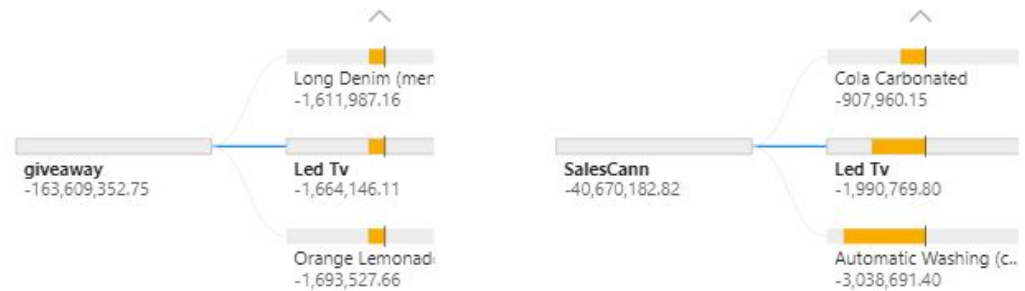 Long Denim (men
-1,611,987.16
giveaway
-163,609,352.75
Led Tv
-1,664,146.11
Orange Lemonad
-1,693,527.66
Cola Carbonated
-907,960.15
SalesCann
-40,670,182.82
Led Tv
-1,990,769.80
Automatic Washing (c...
-3,038,691.40